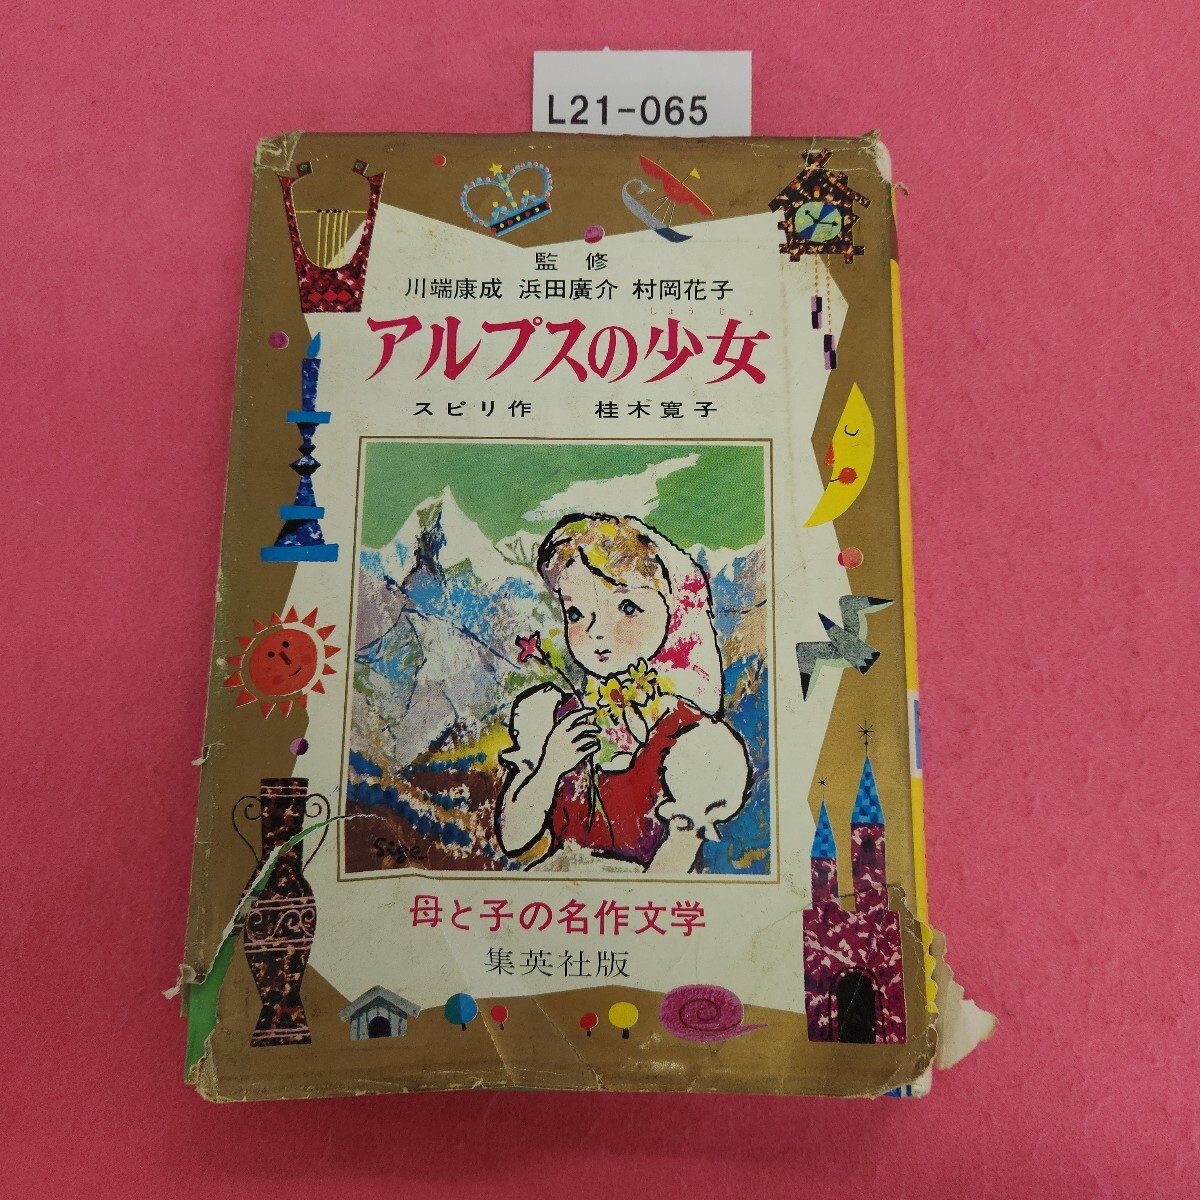 L21-065
監修
川端康成 浜田廣介 村岡花子
しょうじょ
アルプスの少女
スピリ作 桂木寛子
Sige
母と子の名作文学
集英社版